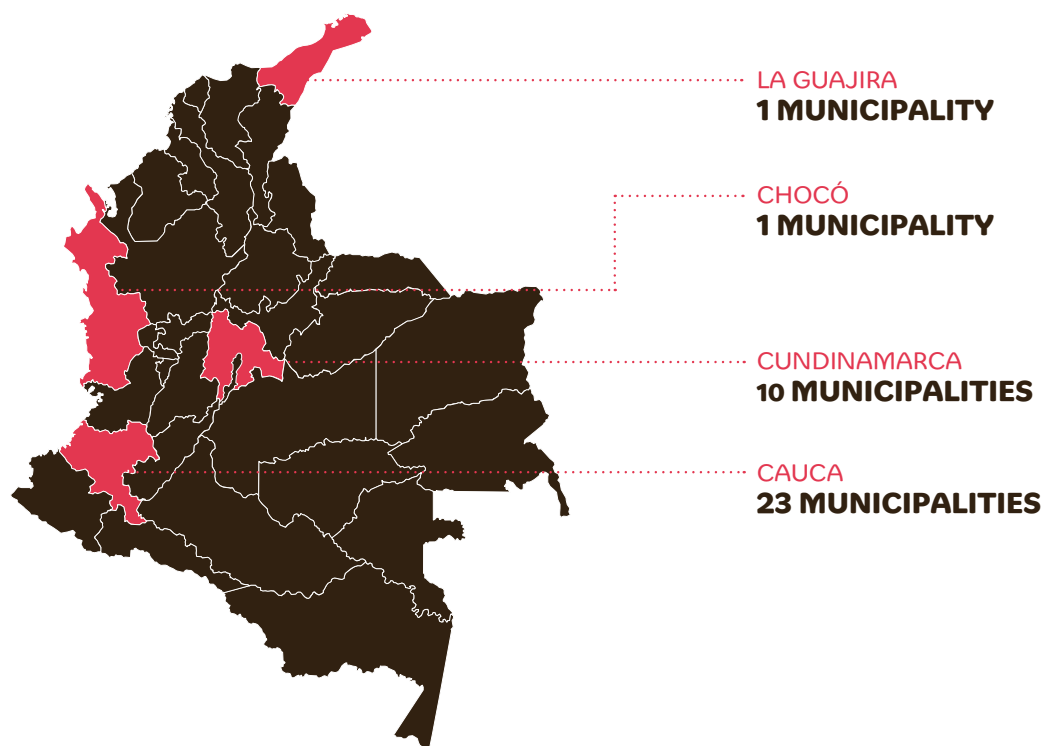 LA GUAJIRA
1 MUNICIPALITY
CHOCÓ
1 MUNICIPALITY
CUNDINAMARCA
10 MUNICIPALITIES
CAUCA
23 MUNICIPALITIES